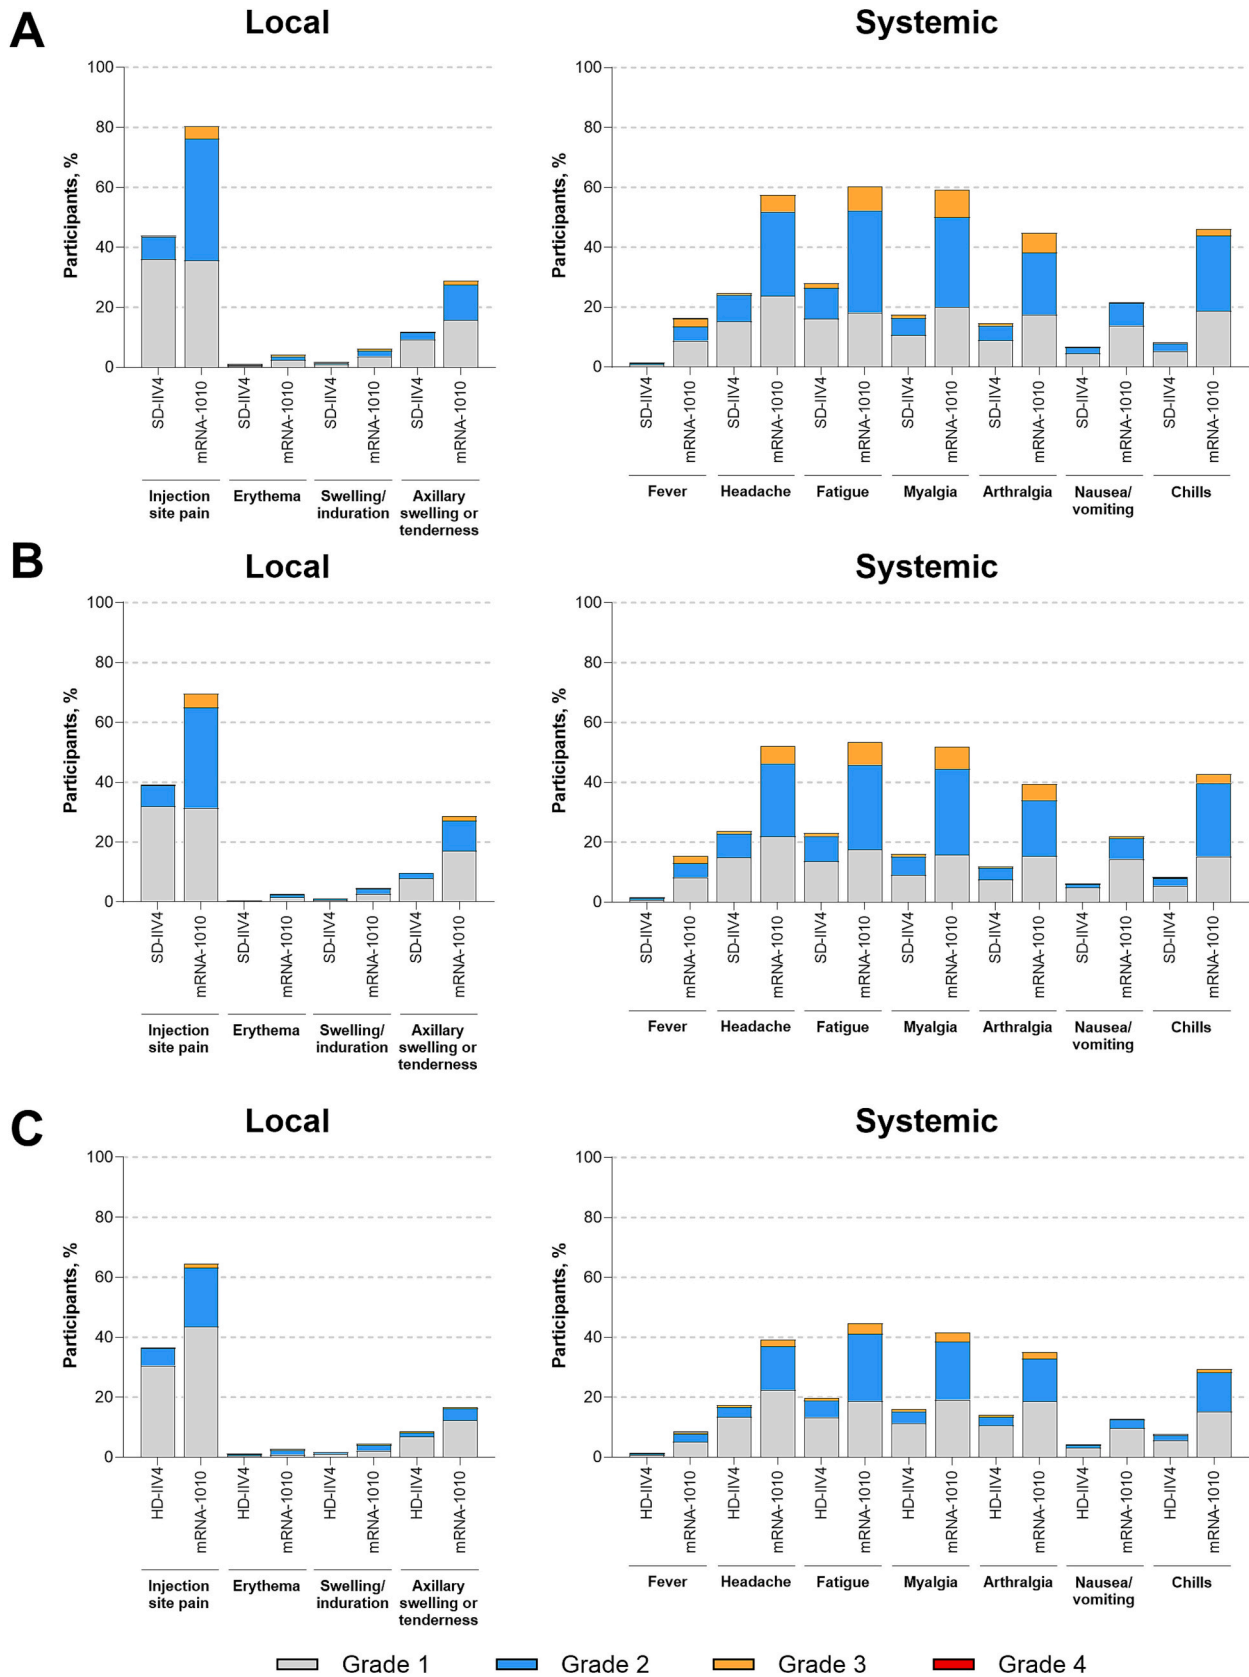 A
Local
Systemic
Participants, %
100
80
60
40
20
0
SD-IIV4
mRNA-1010
SD-IIV4
mRNA-1010
SD-IIV4
mRNA-1010
SD-IIV4
mRNA-1010
Injection
site pain
Erythema
Swelling/
induration
Axillary
swelling or
tenderness
Participants, %
100
80
60
40
20
0
SD-IIV4
mRNA-1010
SD-IIV4
mRNA-1010
SD-IIV4
mRNA-1010
SD-IIV4
mRNA-1010
SD-IIV4
mRNA-1010
SD-IIV4
mRNA-1010
SD-IIV4
mRNA-1010
Fever
Headache
Fatigue
Myalgia
Arthralgia
Nausea/
vomiting
Chills
B
Local
Systemic
Participants, %
100
80
60
40
20
0
SD-IIV4
mRNA-1010
SD-IIV4
mRNA-1010
SD-IIV4
mRNA-1010
SD-IIV4
mRNA-1010
Injection
site pain
Erythema
Swelling/
induration
Axillary
swelling or
tenderness
Participants, %
100
80
60
40
20
0
SD-IIV4
mRNA-1010
SD-IIV4
mRNA-1010
SD-IIV4
mRNA-1010
SD-IIV4
mRNA-1010
SD-IIV4
mRNA-1010
SD-IIV4
mRNA-1010
SD-IIV4
mRNA-1010
Fever
Headache
Fatigue
Myalgia
Arthralgia
Nausea/
vomiting
Chills
C
Local
Systemic
Participants, %
100
80
60
40
20
0
HD-IIV4
mRNA-1010
HD-IIV4
mRNA-1010
HD-IIV4
mRNA-1010
HD-IIV4
mRNA-1010
Injection
site pain
Erythema
Swelling/
induration
Axillary
swelling or
tenderness
Participants, %
100
80
60
40
20
0
HD-IIV4
mRNA-1010
HD-IIV4
mRNA-1010
HD-IIV4
mRNA-1010
HD-IIV4
mRNA-1010
HD-IIV4
mRNA-1010
HD-IIV4
mRNA-1010
HD-IIV4
mRNA-1010
Fever
Headache
Fatigue
Myalgia
Arthralgia
Nausea/
vomiting
Chills
Grade 1
Grade 2
Grade 3
Grade 4